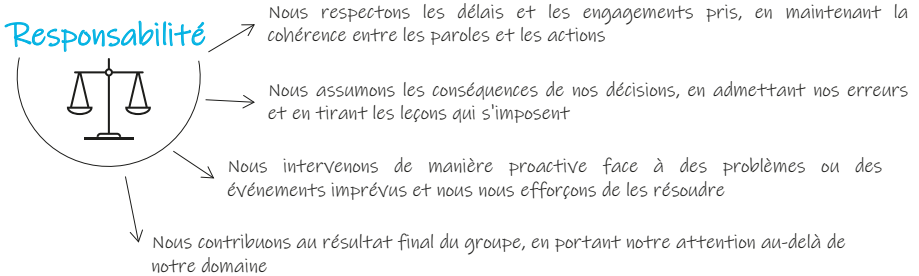 Responsabilité
Nous respectons les délais et les engagements pris, en maintenant la
cohérence entre les paroles et les actions
Nous assumons les conséquences de nos décisions, en admettant nos erreurs
et en tirant les leçons qui s'imposent
Nous intervenons de manière proactive face à des problèmes ou des
événements imprévus et nous nous efforçons de les résoudre
Nous contribuons au résultat final du groupe, en portant notre attention au-delà de
notre domaine